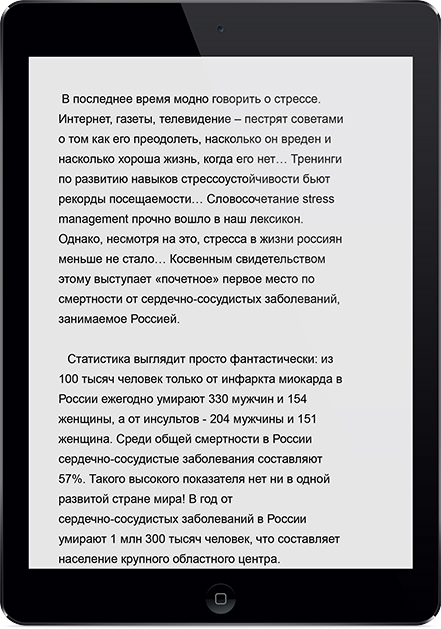 В последнее время модно говорить о стрессе.
Интернет, газеты, телевидение – пестрят советами
о том как его преодолеть, насколько он вреден и
насколько хороша жизнь, когда его нет... Тренинги
по развитию навыков стрессоустойчивости бьют
рекорды посещаемости... Словосочетание stress
management прочно вошло в наш лексикон.
Однако, несмотря на это, стресса в жизни россиян
меньше не стало... Косвенным свидетельством
этому выступает «почетное» первое место по
смертности от сердечно-сосудистых заболеваний,
занимаемое Россией.
Статистика выглядит просто фантастически: из
100 тысяч человек только от инфаркта миокарда в
России ежегодно умирают 330 мужчин и 154
женщины, а от инсультов - 204 мужчины и 151
женщина. Среди общей смертности в России
сердечно-сосудистые заболевания составляют
57%. Такого высокого показателя нет ни в одной
развитой стране мира! В год от
сердечно-сосудистых заболеваний в России
умирают 1 млн 300 тысяч человек, что составляет
население крупного областного центра.